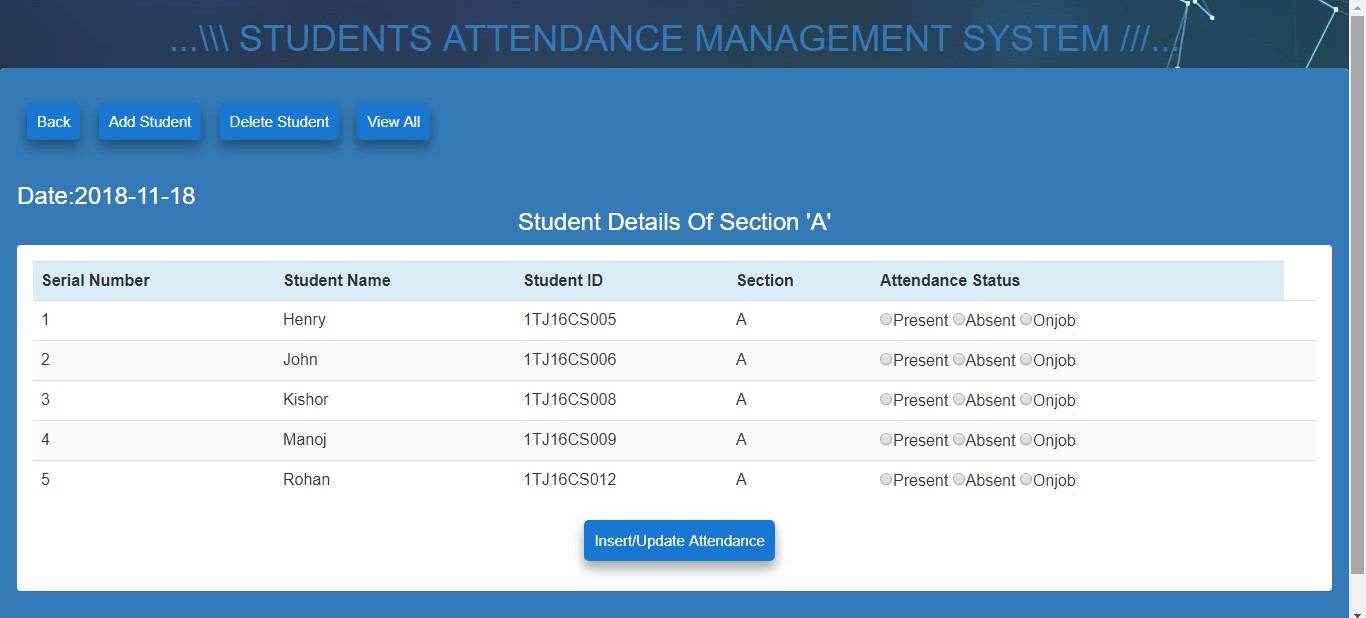 ...\\\ STUDENTS ATTENDANCE MANAGEMENT SYSTEM ///...
Back Add Student Delete Student View All
Date:2018-11-18
Student Details Of Section 'A'
Serial Number Student Name Student ID Section Attendance Status
1 Henry 1TJ16CS005 A Present Absent Onjob
2 John 1TJ16CS006 A Present Absent Onjob
3 Kishor 1TJ16CS008 A Present Absent Onjob
4 Manoj 1TJ16CS009 A Present Absent Onjob
5 Rohan 1TJ16CS012 A Present Absent Onjob
Insert/Update Attendance